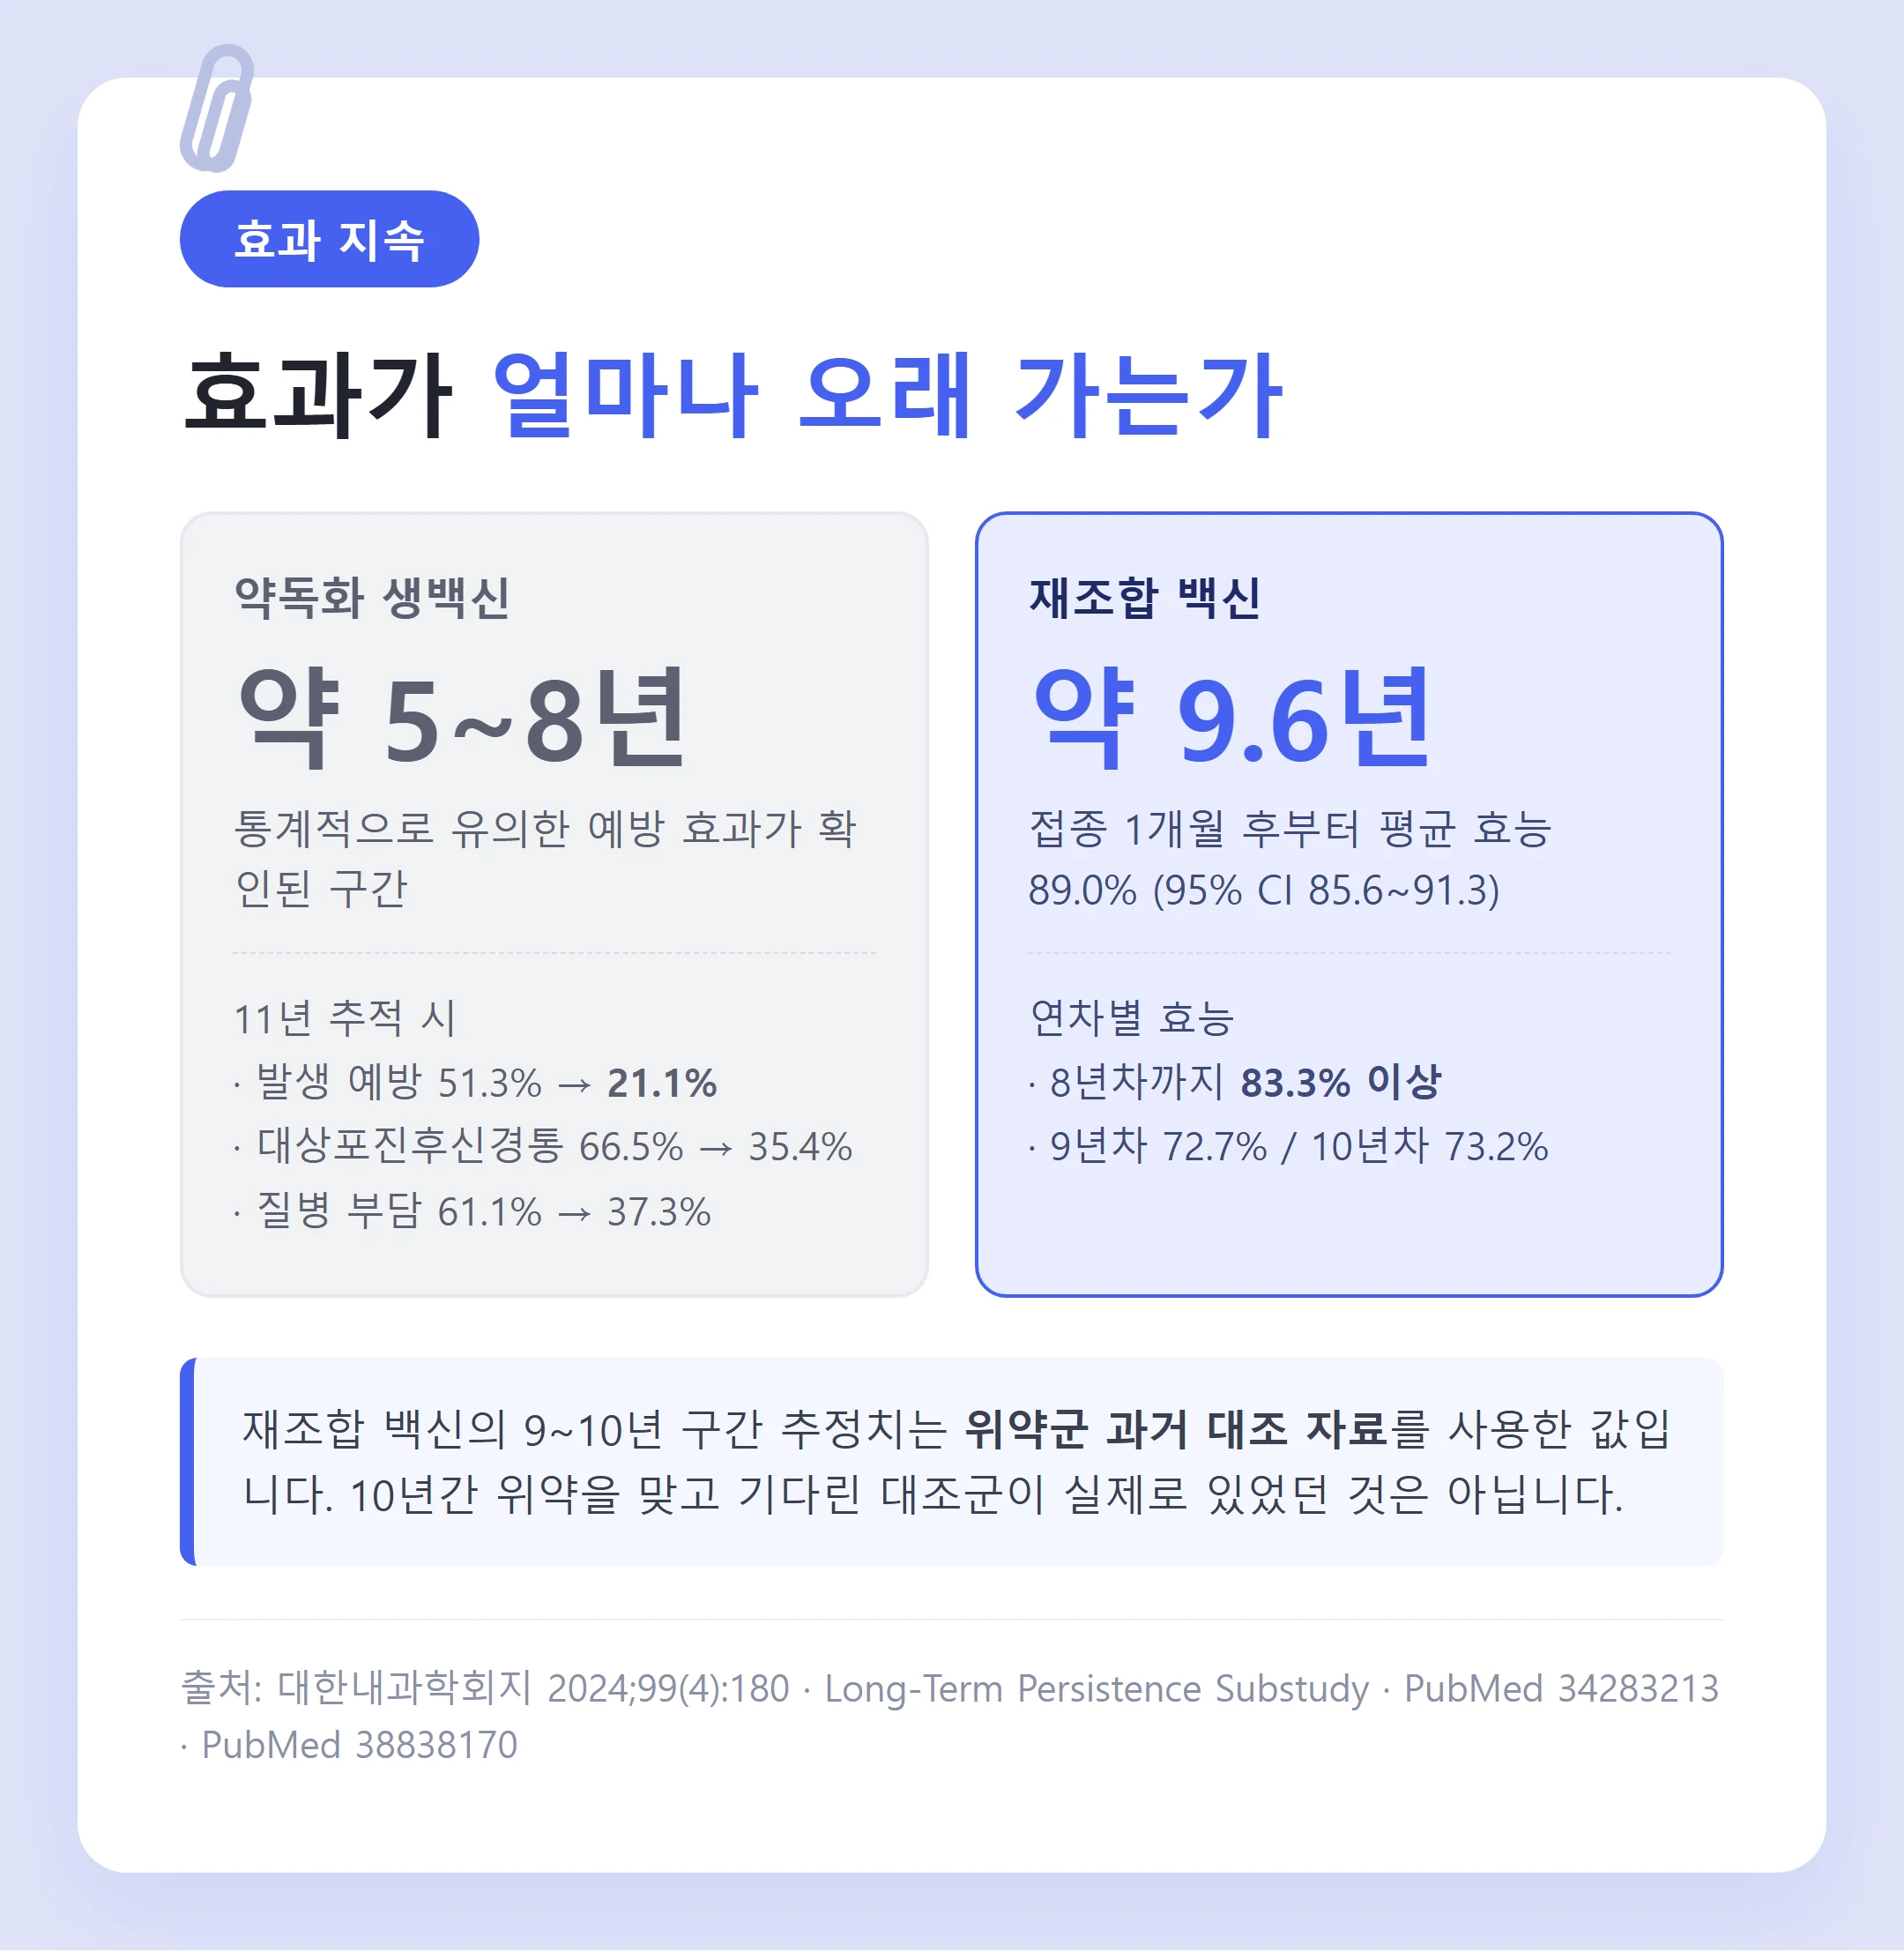 효과 지속
효과가 얼마나 오래 가는가
약독화 생백신
약 5~8년
통계적으로 유의한 예방 효과가 확
인된 구간
11년 추적 시
· 발생 예방 51.3% → 21.1%
· 대상포진후신경통 66.5% → 35.4%
· 질병 부담 61.1% → 37.3%
재조합 백신
약 9.6년
접종 1개월 후부터 평균 효능
89.0% (95% CI 85.6~91.3)
연차별 효능
· 8년차까지 83.3% 이상
· 9년차 72.7% / 10년차 73.2%
재조합 백신의 9~10년 구간 추정치는 위약군 과거 대조 자료를 사용한 값입
니다. 10년간 위약을 맞고 기다린 대조군이 실제로 있었던 것은 아닙니다.
출처: 대한내과학회지 2024;99(4):180 · Long-Term Persistence Substudy · PubMed 34283213
· PubMed 38838170